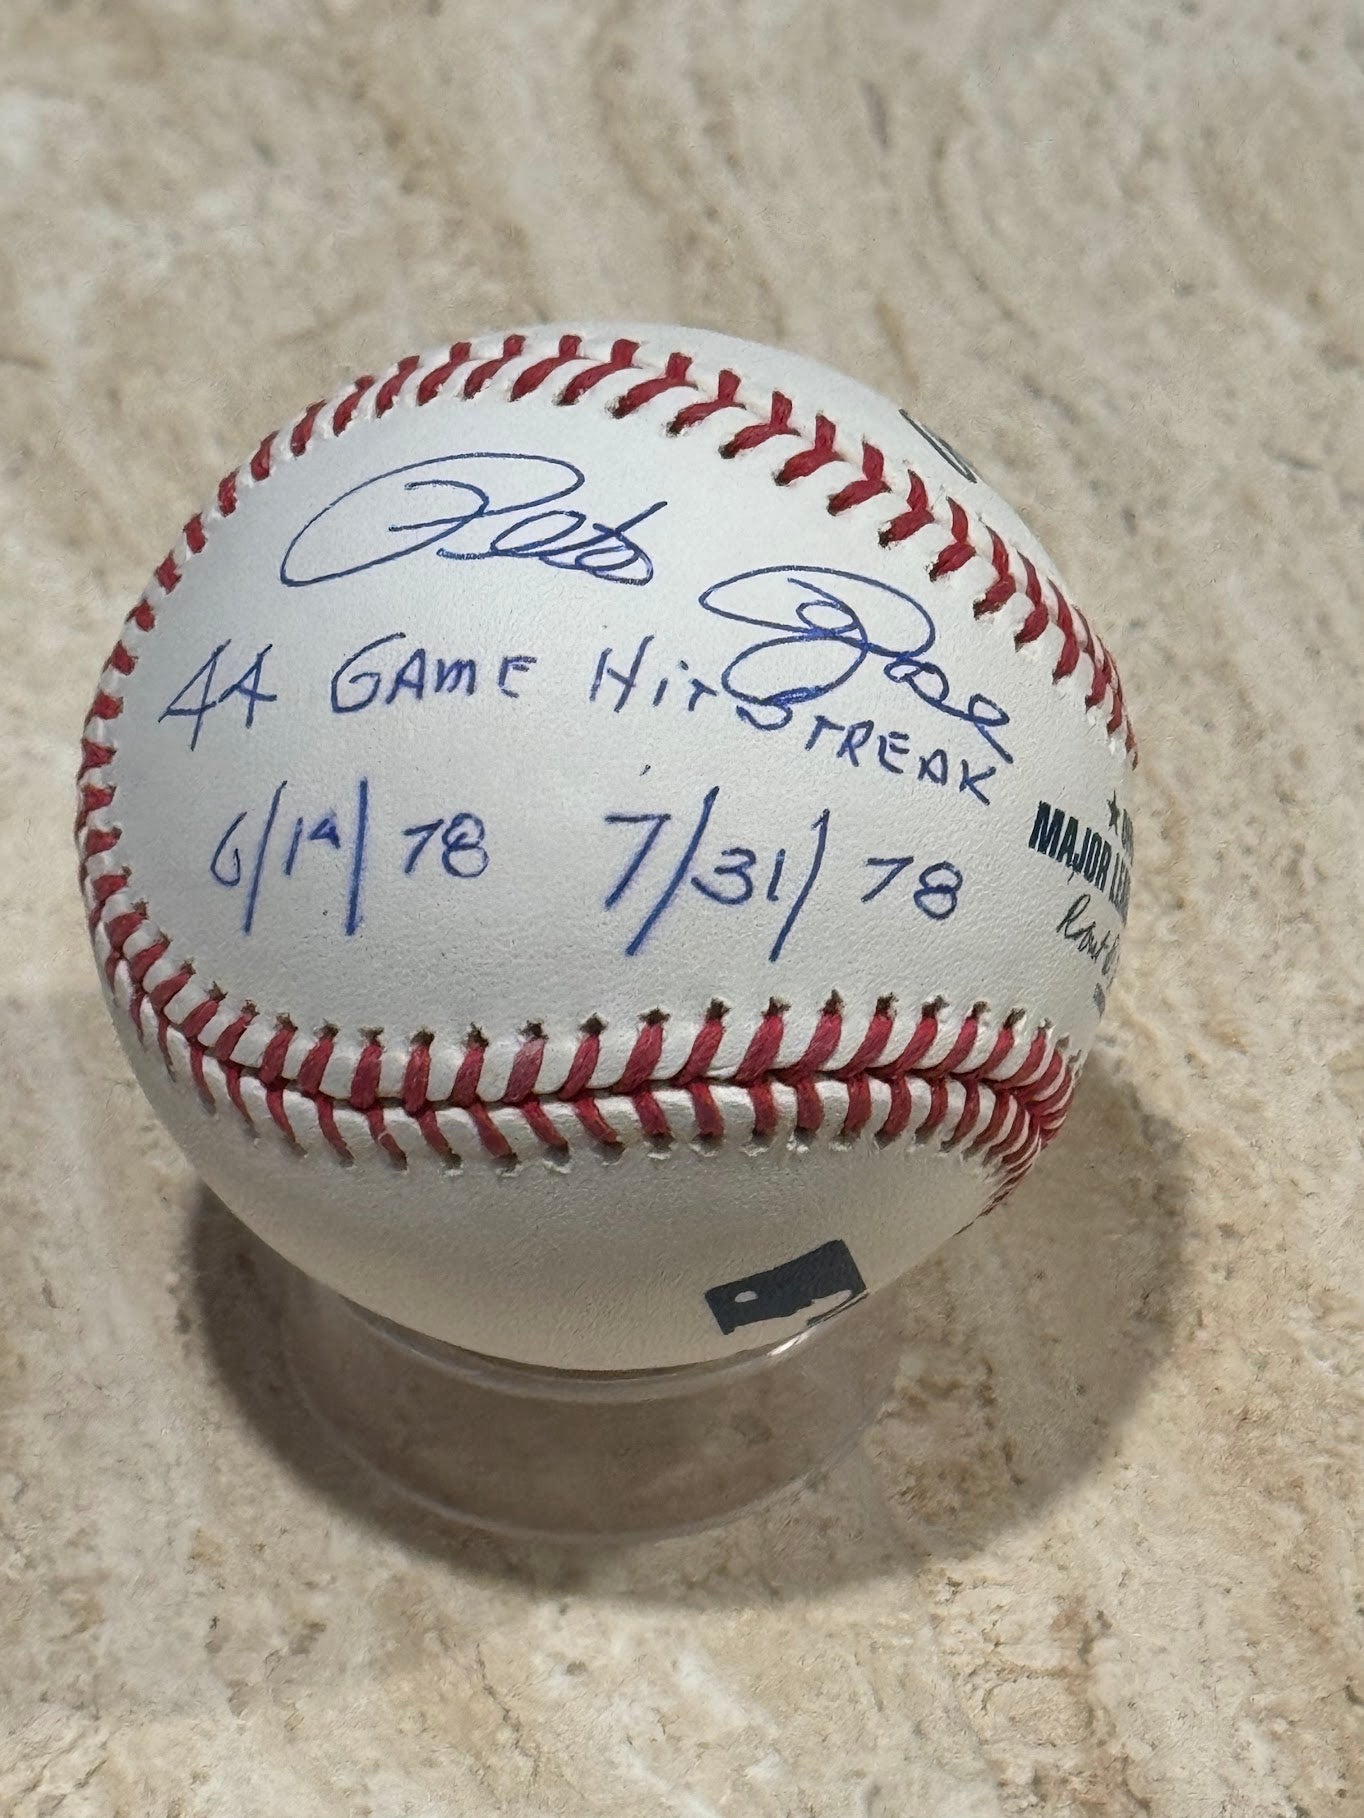 Pete Rose
44 GAME HIT STREAK
6/14/78 7/31/78
MAJOR